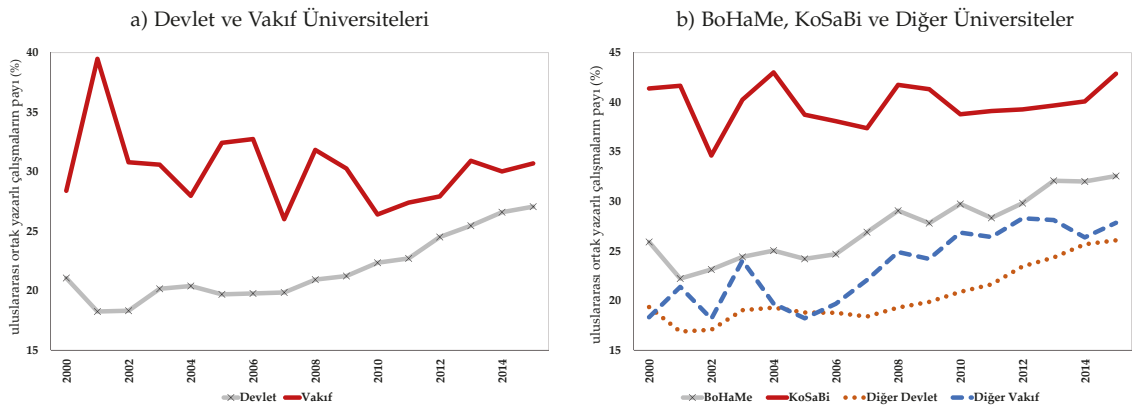 a) Devlet ve Vakıf Üniversiteleri
uluslararası ortak yazarlı çalışmaların payı (%)
40
35
30
25
20
15
2000
2002
2004
2006
2008
2010
2012
2014
Devlet
Vakıf
b) BoHaMe, KoSaBi ve Diğer Üniversiteler
uluslararası ortak yazarlı çalışmaların payı (%)
45
40
35
30
25
20
15
2000
2002
2004
2006
2008
2010
2012
2014
BoHaMe
KoSaBi
Diğer Devlet
Diğer Vakıf